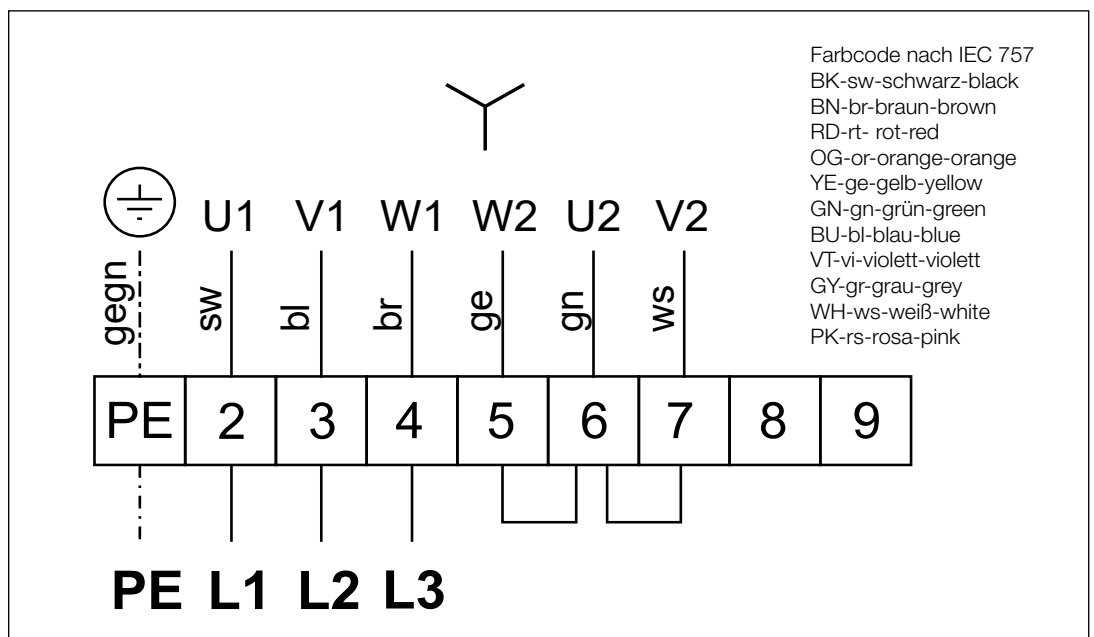 Farbcode nach IEC 757
BK-sw-schwarz-black
BN-br-braun-brown
RD-rt- rot-red
OG-or-orange-orange
YE-ge-gelb-yellow
GN-gn-grün-green
BU-bl-blau-blue
VT-vi-violett-violett
GY-gr-grau-grey
WH-ws-weiß-white
PK-rs-rosa-pink
U1 V1 W1 W2 U2 V2
gegn sw bl br ge gn ws
PE 2 3 4 5 6 7 8 9
PE L1 L2 L3